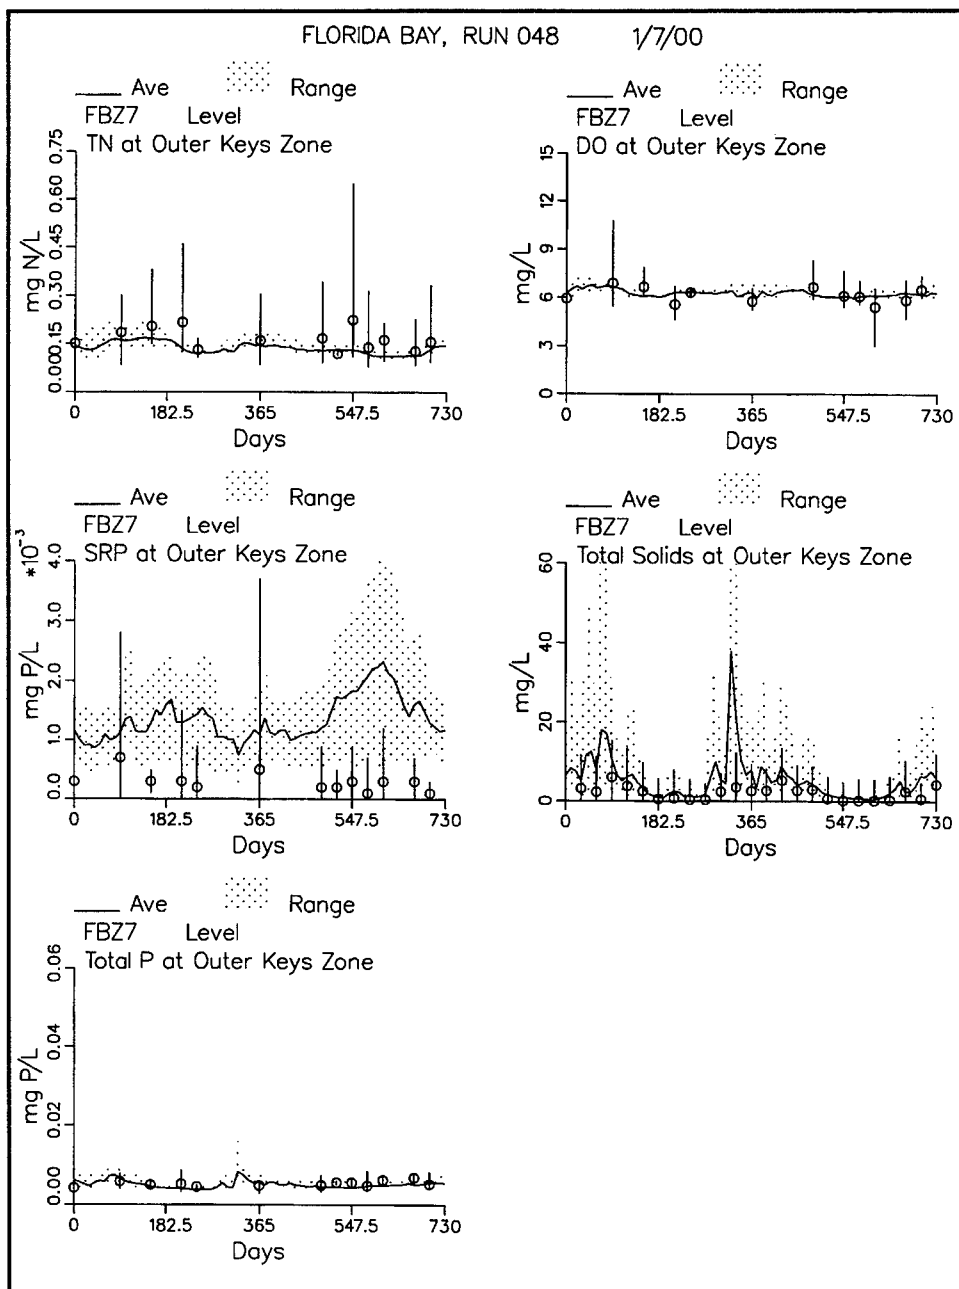 FLORIDA BAY, RUN 048 1/7/00
Ave Range
FBZ7 Level
TN at Outer Keys Zone
mg N/L
0.000 0.15 0.30 0.45 0.60 0.75
0 182.5 365 547.5 730
Days
Ave Range
FBZ7 Level
DO at Outer Keys Zone
mg/L
0 3 6 9 12 15
0 182.5 365 547.5 730
Days
Ave Range
FBZ7 Level
SRP at Outer Keys Zone
*10⁻³
mg P/L
0.0 1.0 2.0 3.0 4.0
0 182.5 365 547.5 730
Days
Ave Range
FBZ7 Level
Total Solids at Outer Keys Zone
mg/L
0 20 40 60
0 182.5 365 547.5 730
Days
Ave Range
FBZ7 Level
Total P at Outer Keys Zone
mg P/L
0.00 0.02 0.04 0.06
0 182.5 365 547.5 730
Days